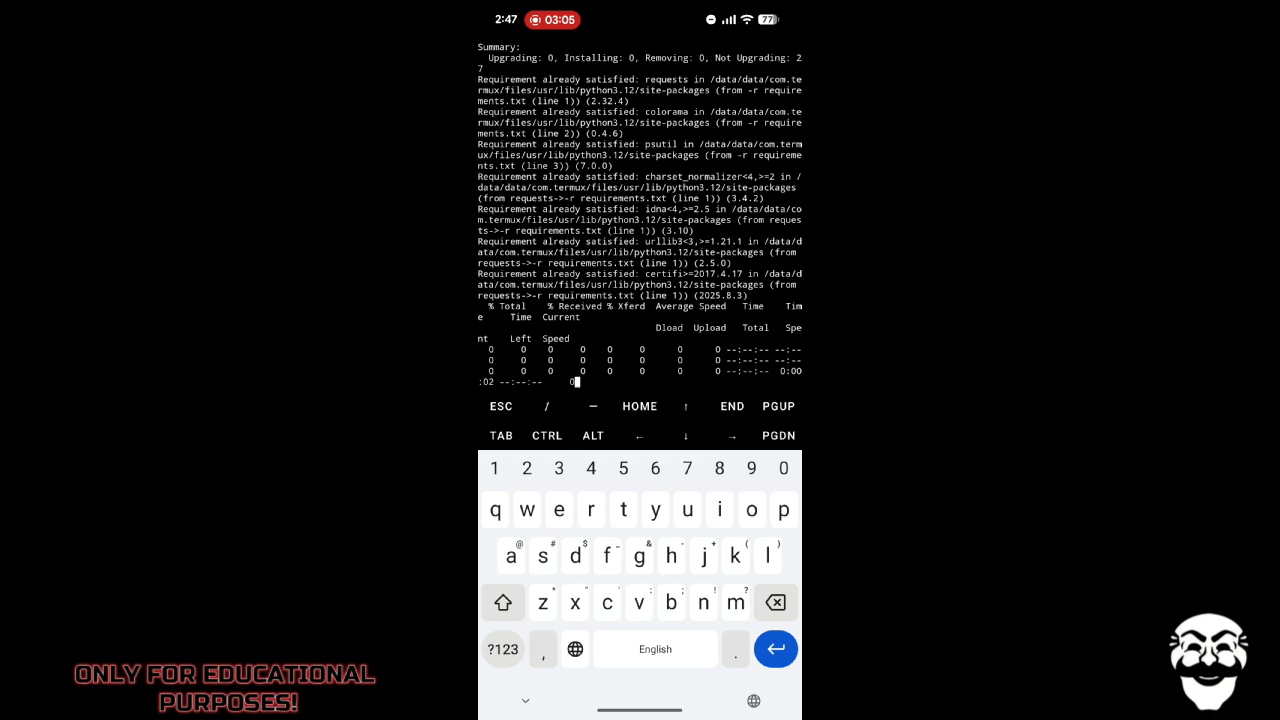 2:47 03:05 77
Summary:
Upgrading: 0, Installing: 0, Removing: 0, Not Upgrading: 2
7
Requirement already satisfied: requests in /data/data/com.te
rmux/files/usr/lib/python3.12/site-packages (from -r require
ments.txt (line 1)) (2.32.4)
Requirement already satisfied: colorama in /data/data/com.te
rmux/files/usr/lib/python3.12/site-packages (from -r require
ments.txt (line 2)) (0.4.6)
Requirement already satisfied: psutil in /data/data/com.term
ux/files/usr/lib/python3.12/site-packages (from -r requireme
nts.txt (line 3)) (7.0.0)
Requirement already satisfied: charset_normalizer<4,>=2 in /
data/data/com.termux/files/usr/lib/python3.12/site-packages
(from requests->-r requirements.txt (line 1)) (3.4.2)
Requirement already satisfied: idna<4,>=2.5 in /data/data/co
m.termux/files/usr/lib/python3.12/site-packages (from reques
ts->-r requirements.txt (line 1)) (3.10)
Requirement already satisfied: urllib3<3,>=1.21.1 in /data/d
ata/com.termux/files/usr/lib/python3.12/site-packages (from
requests->-r requirements.txt (line 1)) (2.5.0)
Requirement already satisfied: certifi>=2017.4.17 in /data/d
ata/com.termux/files/usr/lib/python3.12/site-packages (from
requests->-r requirements.txt (line 1)) (2025.8.3)
% Total % Received % Xferd Average Speed Time Tim
e Time Current
Dload Upload Total Spe
nt Left Speed
0 0 0 0 0 0 0 0 --:--:-- --:--
0 0 0 0 0 0 0 0 --:--:-- --:--
0 0 0 0 0 0 0 0 --:--:-- 0:00
:02 --:--:-- 0
ESC / — HOME ↑ END PGUP
TAB CTRL ALT ← ↓ → PGDN
1 2 3 4 5 6 7 8 9 0
q w e r t y u i o p
@ # $ _ & - + ( )
a s d f g h j k l
* " ' : ; ! ?
z x c v b n m
?123 , English .
ONLY FOR EDUCATIONAL
PURPOSES!